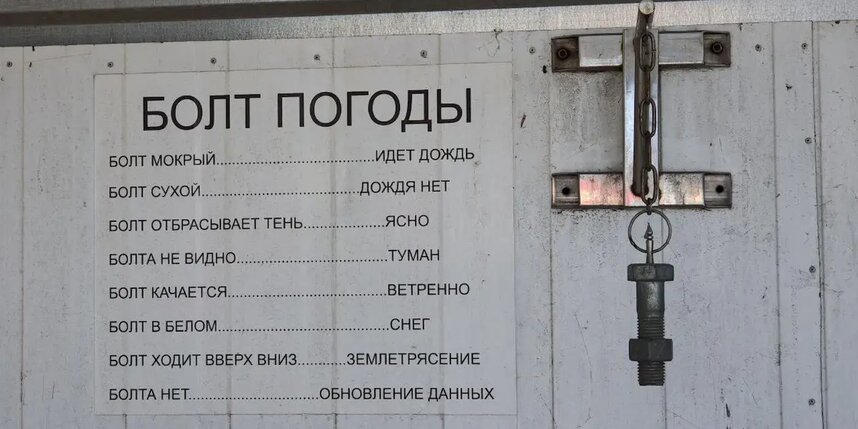 БОЛТ ПОГОДЫ
БОЛТ МОКРЫЙ........................ИДЕТ ДОЖДЬ
БОЛТ СУХОЙ........................ДОЖДЯ НЕТ
БОЛТ ОТБРАСЫВАЕТ ТЕНЬ............ЯСНО
БОЛТА НЕ ВИДНО.......................ТУМАН
БОЛТ КАЧАЕТСЯ........................ВЕТРЕННО
БОЛТ В БЕЛОМ..........................СНЕГ
БОЛТ ХОДИТ ВВЕРХ ВНИЗ........ЗЕМЛЕТРЯСЕНИЕ
БОЛТА НЕТ....................ОБНОВЛЕНИЕ ДАННЫХ